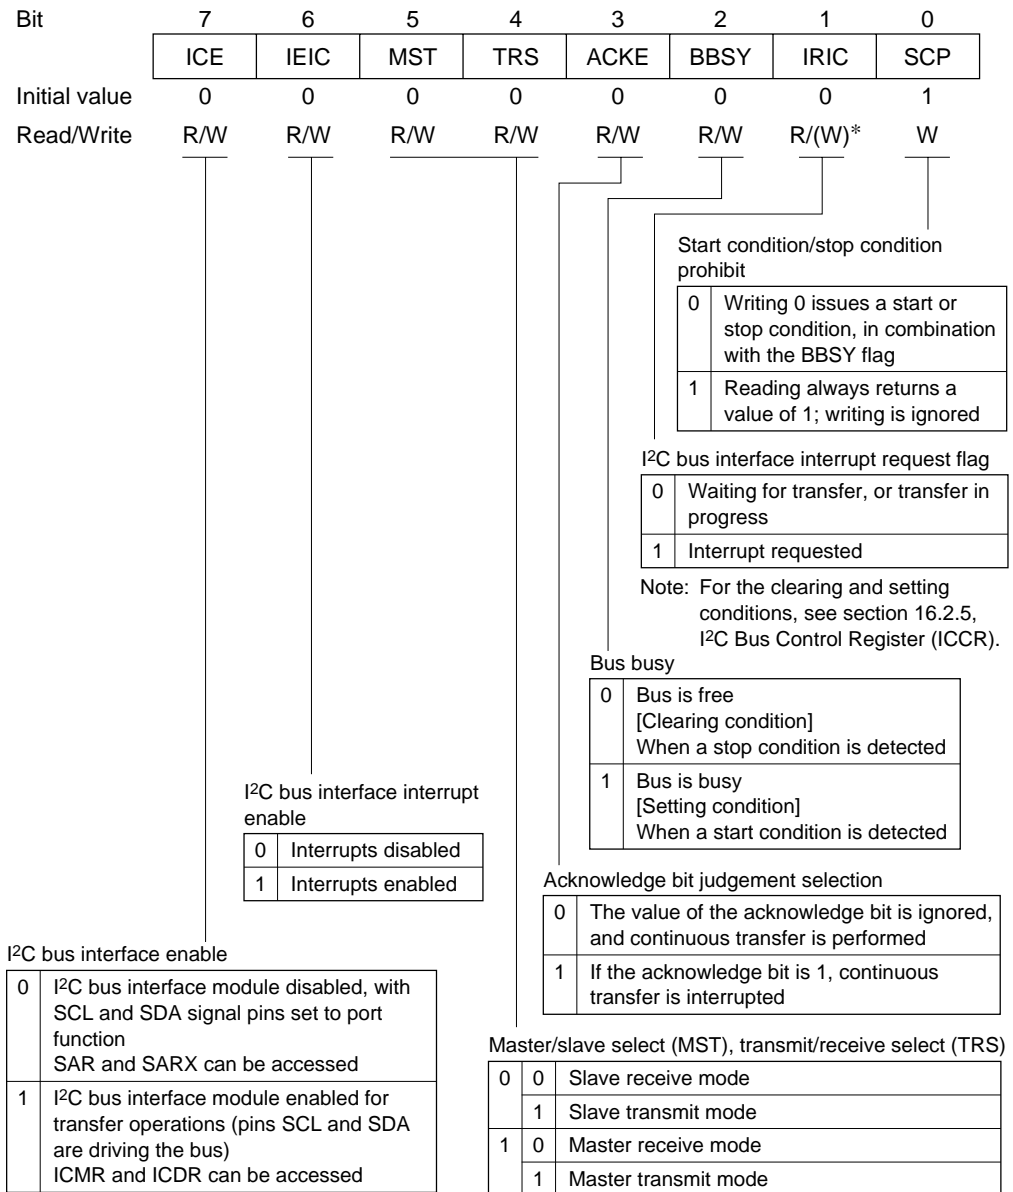 Bit 7 6 5 4 3 2 1 0
ICE IEIC MST TRS ACKE BBSY IRIC SCP
Initial value 0 0 0 0 0 0 0 1
Read/Write R/W R/W R/W R/W R/W R/W R/(W)* W
Start condition/stop condition
prohibit
0 Writing 0 issues a start or
stop condition, in combination
with the BBSY flag
1 Reading always returns a
value of 1; writing is ignored
I2C bus interface interrupt request flag
0 Waiting for transfer, or transfer in
progress
1 Interrupt requested
Note: For the clearing and setting
conditions, see section 16.2.5,
I2C Bus Control Register (ICCR).
Bus busy
0 Bus is free
[Clearing condition]
When a stop condition is detected
1 Bus is busy
[Setting condition]
When a start condition is detected
I2C bus interface interrupt
enable
0 Interrupts disabled
1 Interrupts enabled
Acknowledge bit judgement selection
0 The value of the acknowledge bit is ignored,
and continuous transfer is performed
1 If the acknowledge bit is 1, continuous
transfer is interrupted
I2C bus interface enable
0 I2C bus interface module disabled, with
SCL and SDA signal pins set to port
function
SAR and SARX can be accessed
1 I2C bus interface module enabled for
transfer operations (pins SCL and SDA
are driving the bus)
ICMR and ICDR can be accessed
Master/slave select (MST), transmit/receive select (TRS)
0 0 Slave receive mode
1 Slave transmit mode
1 0 Master receive mode
1 Master transmit mode